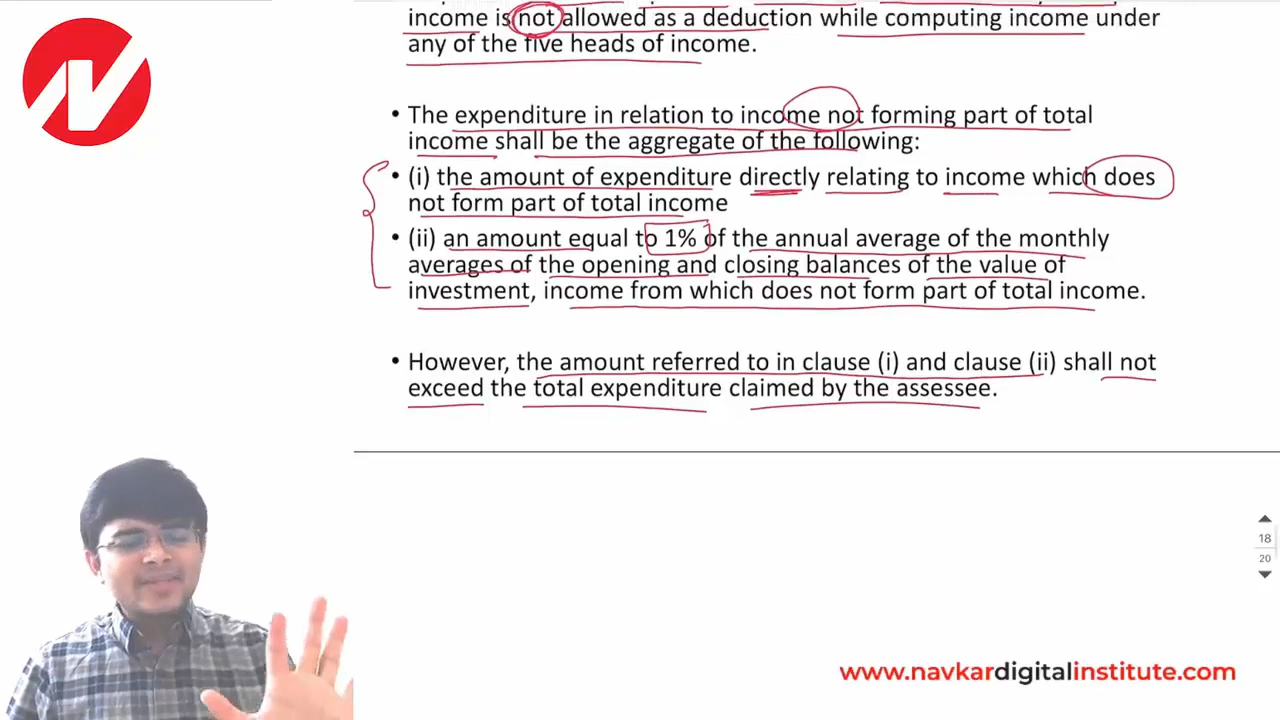 income is not allowed as a deduction while computing income under
any of the five heads of income.
• The expenditure in relation to income not forming part of total
income shall be the aggregate of the following:
• (i) the amount of expenditure directly relating to income which does
not form part of total income
• (ii) an amount equal to 1% of the annual average of the monthly
averages of the opening and closing balances of the value of
investment, income from which does not form part of total income.
• However, the amount referred to in clause (i) and clause (ii) shall not
exceed the total expenditure claimed by the assessee.
18
20
www.navkardigitalinstitute.com